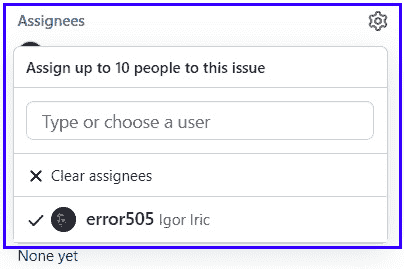 Assignees
Assign up to 10 people to this issue
Type or choose a user
Clear assignees
error505 Igor Iric
None yet